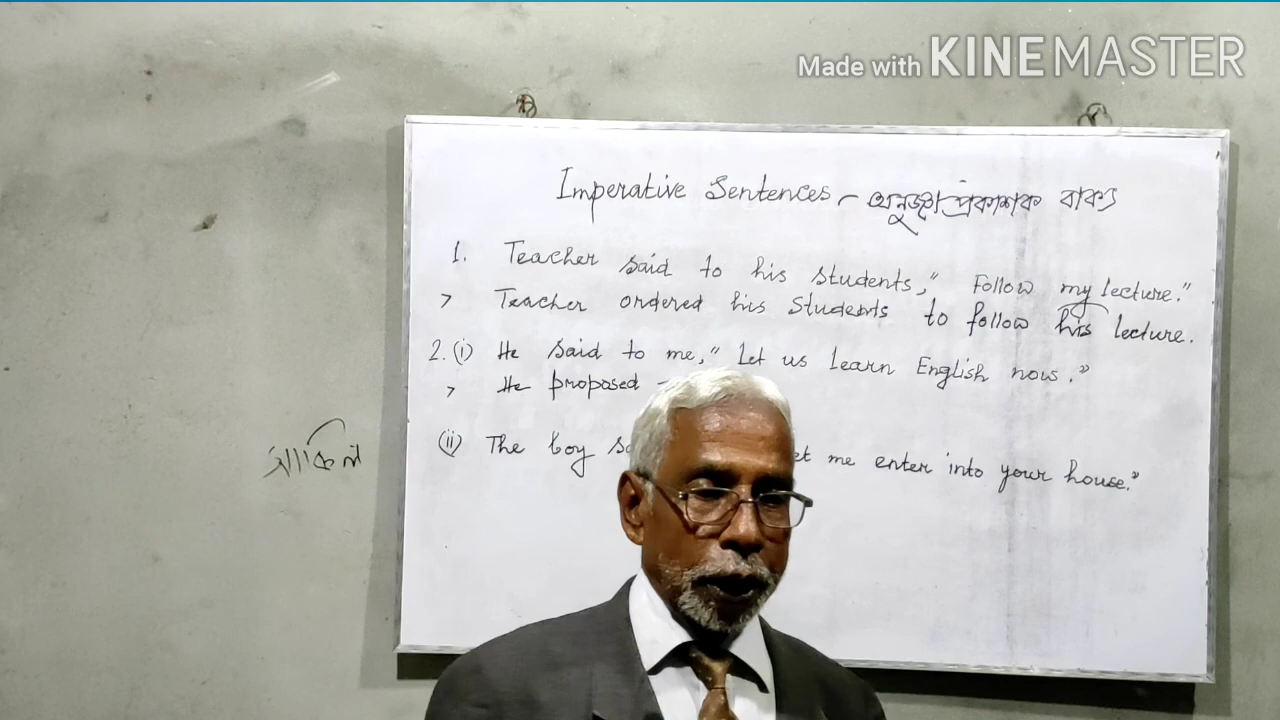 Made with KINEMASTER
Imperative Sentences – অনুজ্ঞাপ্রকাশক বাক্য
1. Teacher said to his students," Follow my lecture."
> Teacher ordered his students to follow his lecture.
2. (i) He said to me," Let us learn English now."
> He proposed –
(ii) The boy me enter into your house."